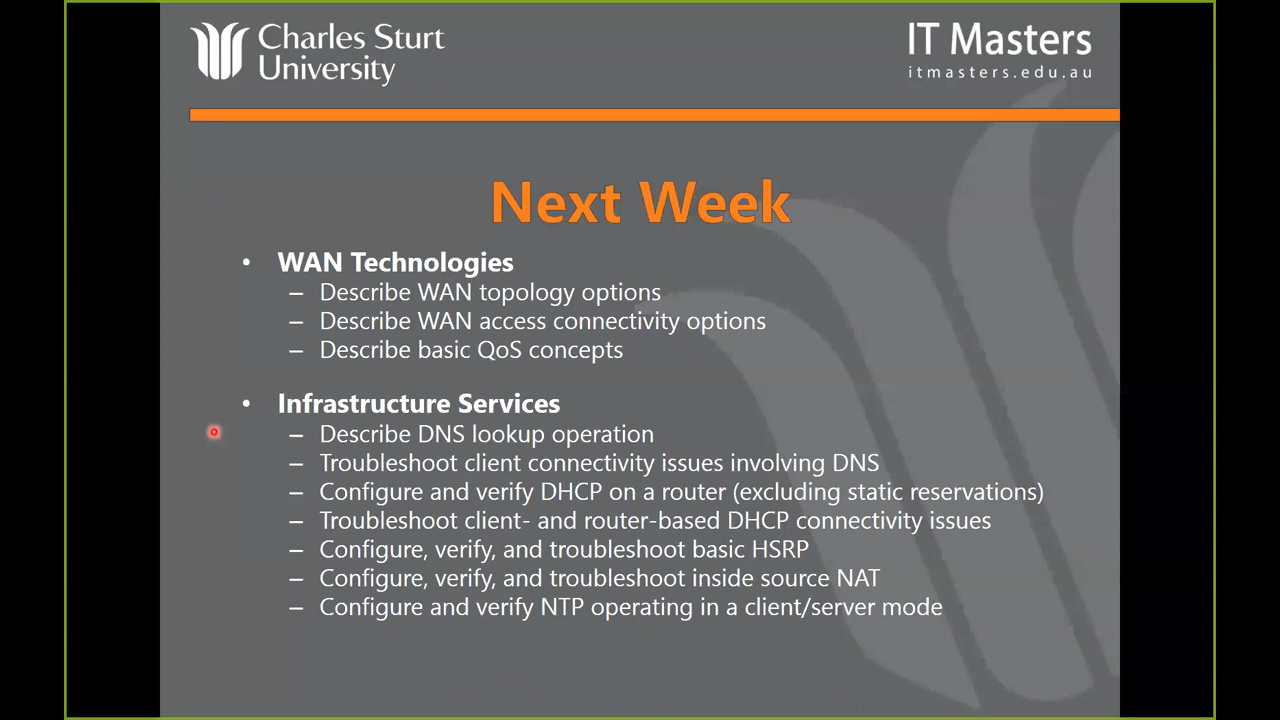 Charles Sturt
University
IT Masters
itmasters.edu.au
Next Week
• WAN Technologies
– Describe WAN topology options
– Describe WAN access connectivity options
– Describe basic QoS concepts
• Infrastructure Services
– Describe DNS lookup operation
– Troubleshoot client connectivity issues involving DNS
– Configure and verify DHCP on a router (excluding static reservations)
– Troubleshoot client- and router-based DHCP connectivity issues
– Configure, verify, and troubleshoot basic HSRP
– Configure, verify, and troubleshoot inside source NAT
– Configure and verify NTP operating in a client/server mode